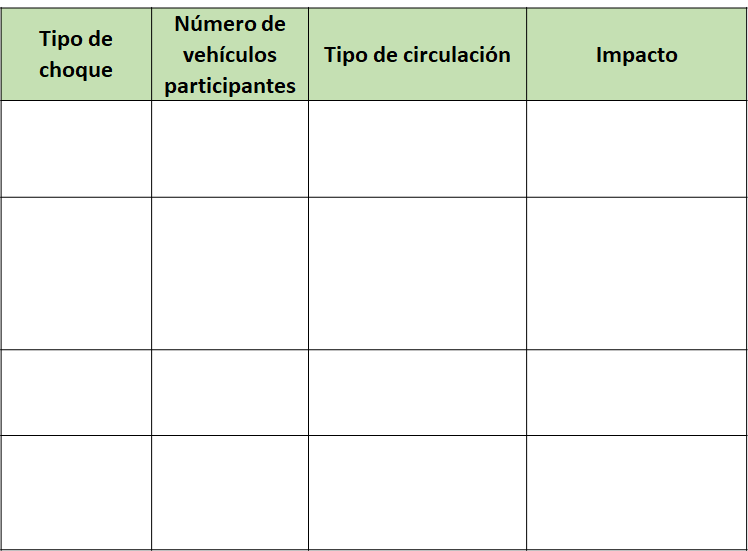 Tipo de
choque
Número de
vehículos
participantes
Tipo de circulación
Impacto